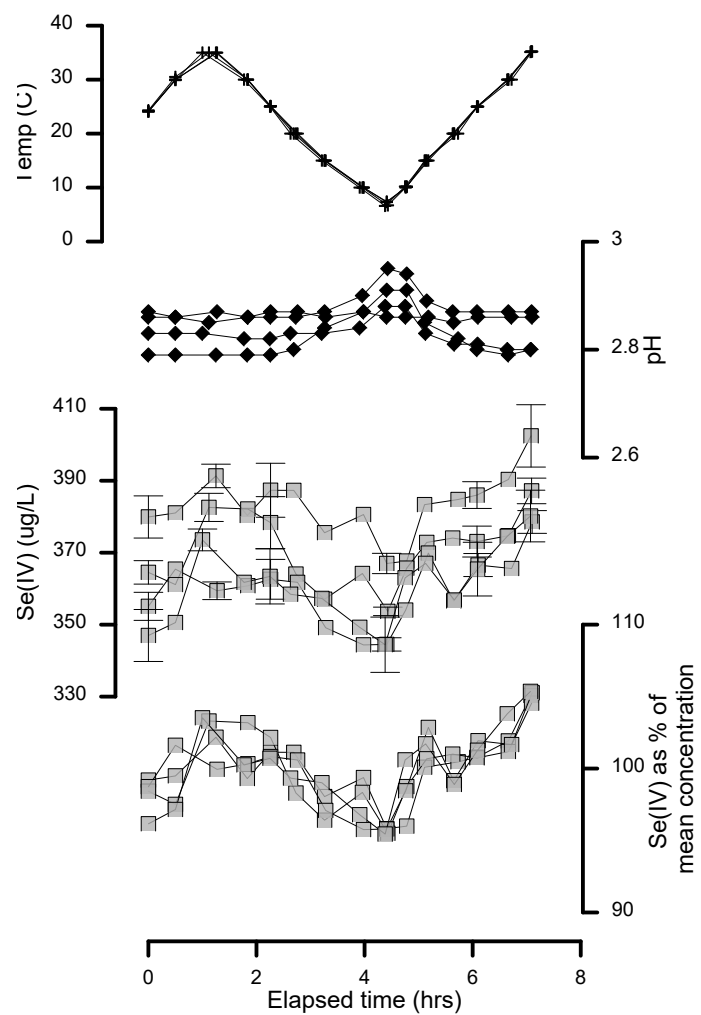 40
30
20
10
0
Temp (C)
3
2.8
2.6
pH
410
390
370
350
330
Se(IV) (ug/L)
110
100
90
Se(IV) as % of
mean concentration
0 2 4 6 8
Elapsed time (hrs)